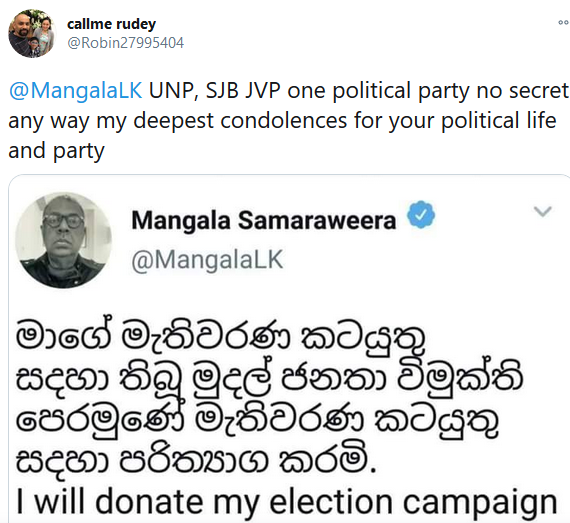 callme rudey
@Robin27995404
@MangalaLK UNP, SJB JVP one political party no secret
any way my deepest condolences for your political life
and party
Mangala Samaraweera
@MangalaLK
මාගේ මැතිවරණ කටයුතු
සදහා තිබූ මුදල් ජනතා විමුක්ති
පෙරමුණේ මැතිවරණ කටයුතු
සදහා පරිත්‍යාග කරමි.
I will donate my election campaign